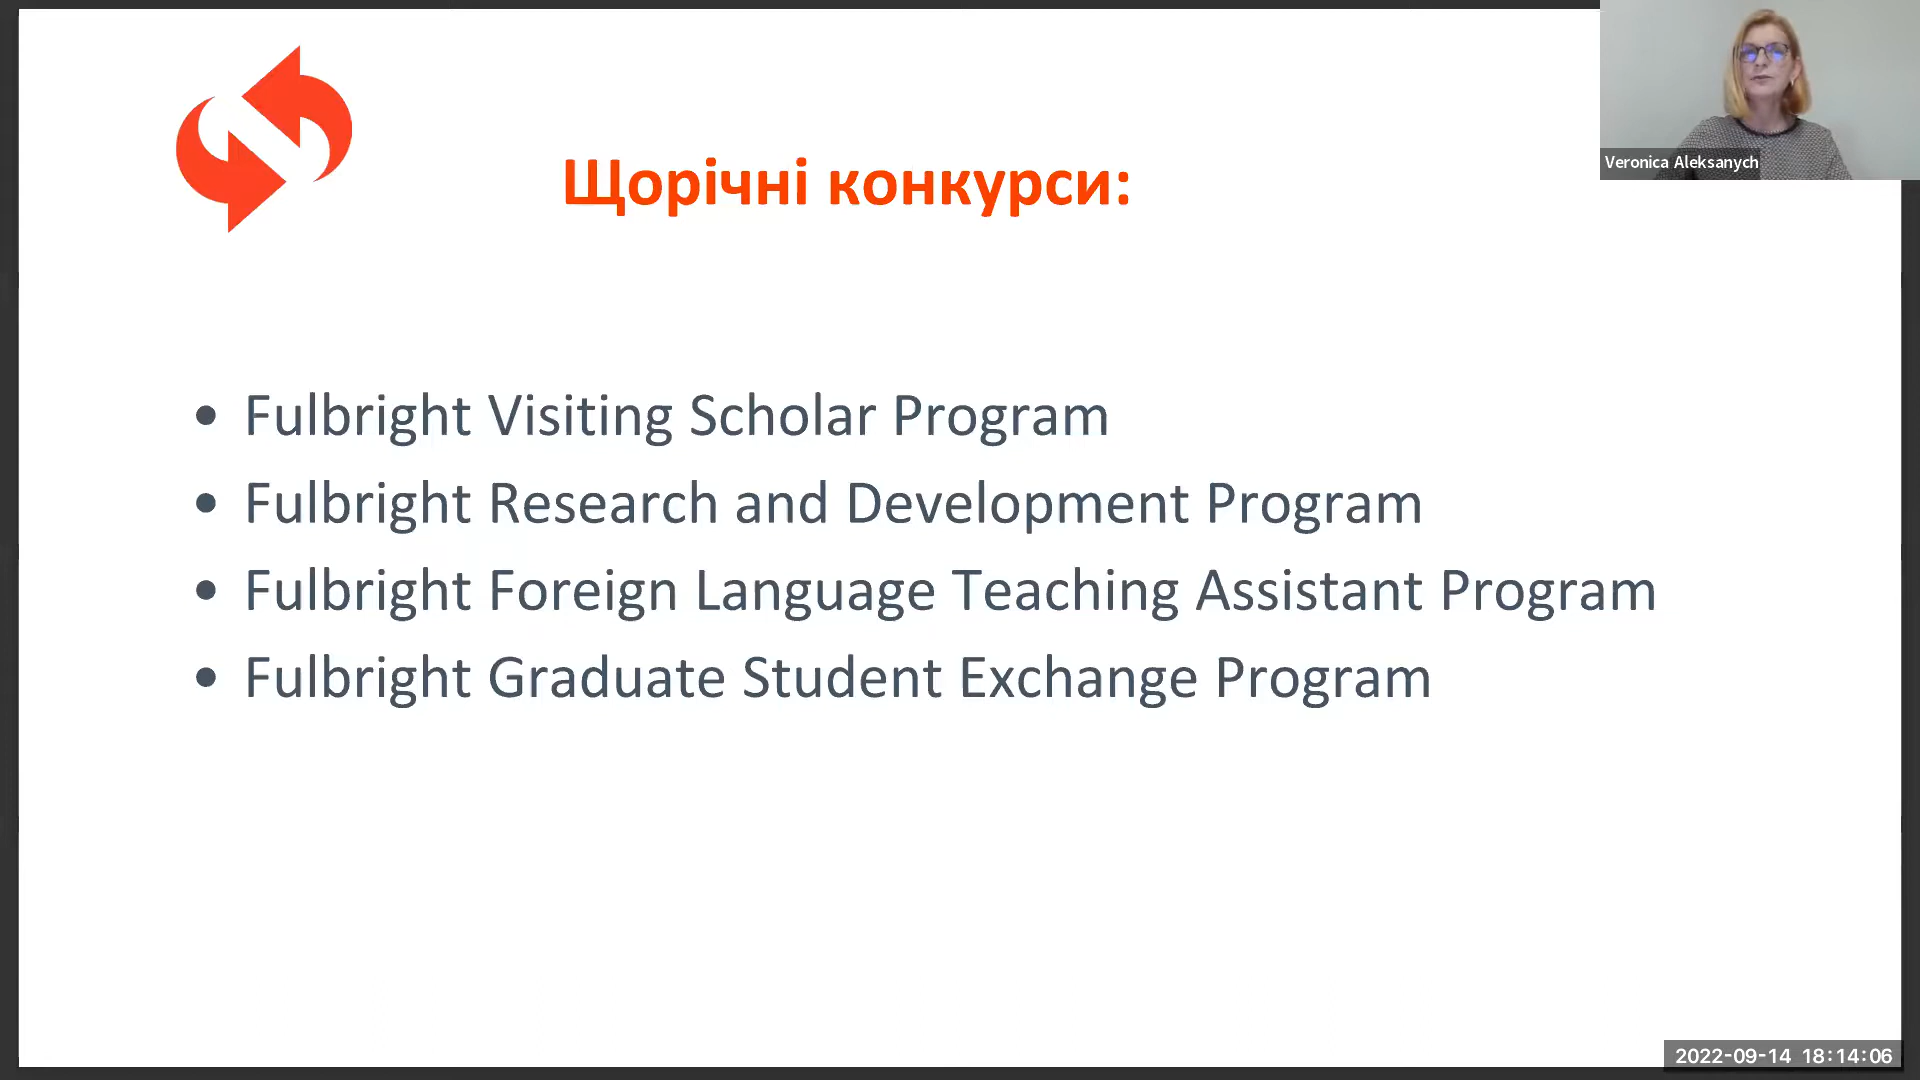 Щорічні конкурси:
Veronica Aleksanych
• Fulbright Visiting Scholar Program
• Fulbright Research and Development Program
• Fulbright Foreign Language Teaching Assistant Program
• Fulbright Graduate Student Exchange Program
2022-09-14 18:14:06